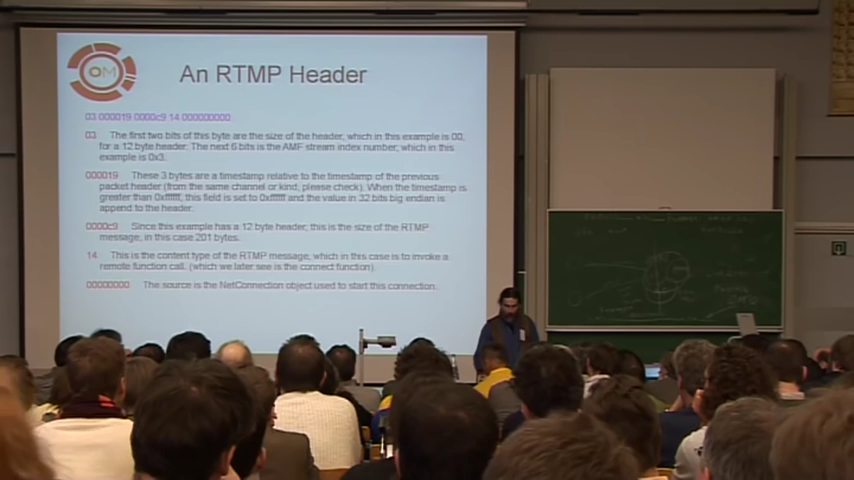 OM
An RTMP Header
03 000019 0000c9 14 000000000
03 The first two bits of this byte are the size of the header, which in this example is 00,
for a 12 byte header. The next 6 bits is the AMF stream index number, which in this
example is 0x3.
000019 These 3 bytes are a timestamp relative to the timestamp of the previous
packet header (from the same channel or kind, please check). When the timestamp is
greater than 0xffffff, this field is set to 0xffffff and the value in 32 bits big endian is
append to the header.
0000c9 Since this example has a 12 byte header, this is the size of the RTMP
message, in this case 201 bytes.
14 This is the content type of the RTMP message, which in this case is to invoke a
remote function call. (which we later see is the connect function).
00000000 The source is the NetConnection object used to start this connection.